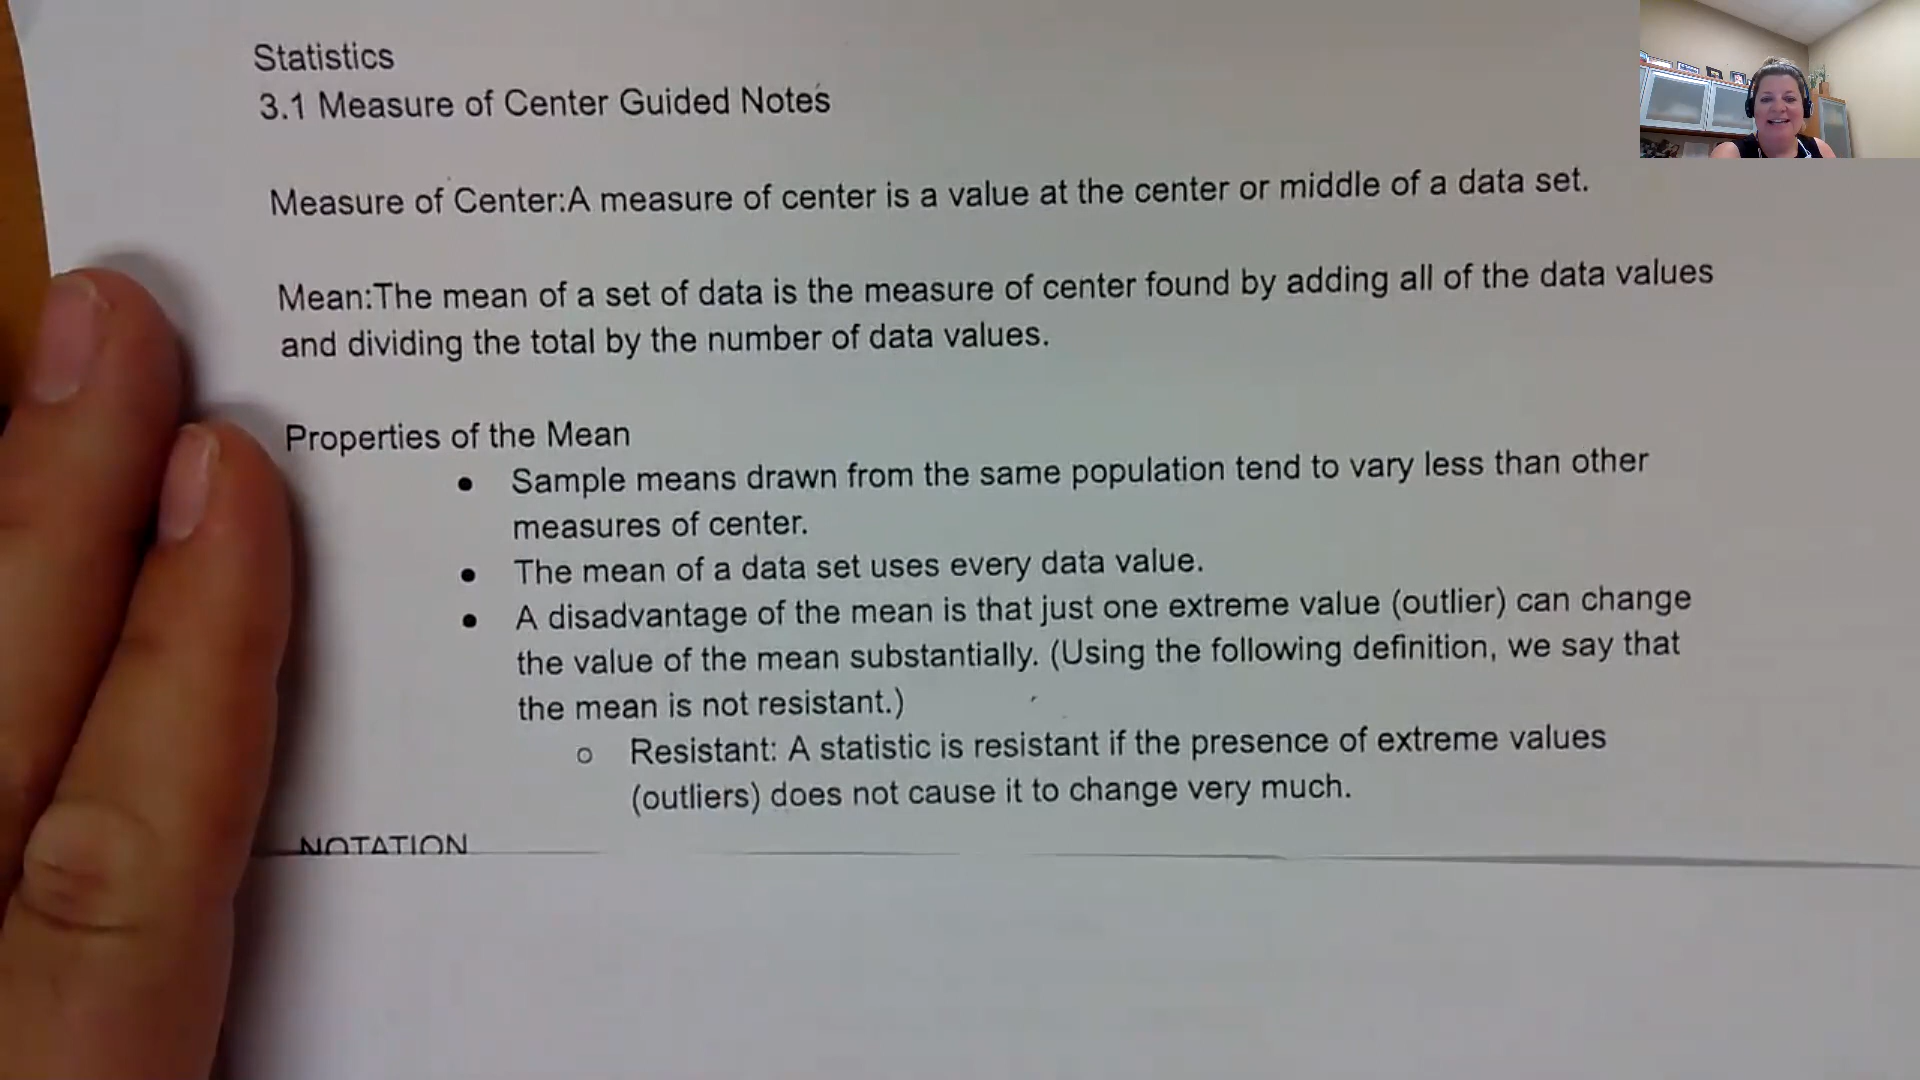 Statistics
3.1 Measure of Center Guided Notes
Measure of Center:A measure of center is a value at the center or middle of a data set.
Mean:The mean of a set of data is the measure of center found by adding all of the data values
and dividing the total by the number of data values.
Properties of the Mean
● Sample means drawn from the same population tend to vary less than other
measures of center.
● The mean of a data set uses every data value.
● A disadvantage of the mean is that just one extreme value (outlier) can change
the value of the mean substantially. (Using the following definition, we say that
the mean is not resistant.)
○ Resistant: A statistic is resistant if the presence of extreme values
(outliers) does not cause it to change very much.
NOTATION